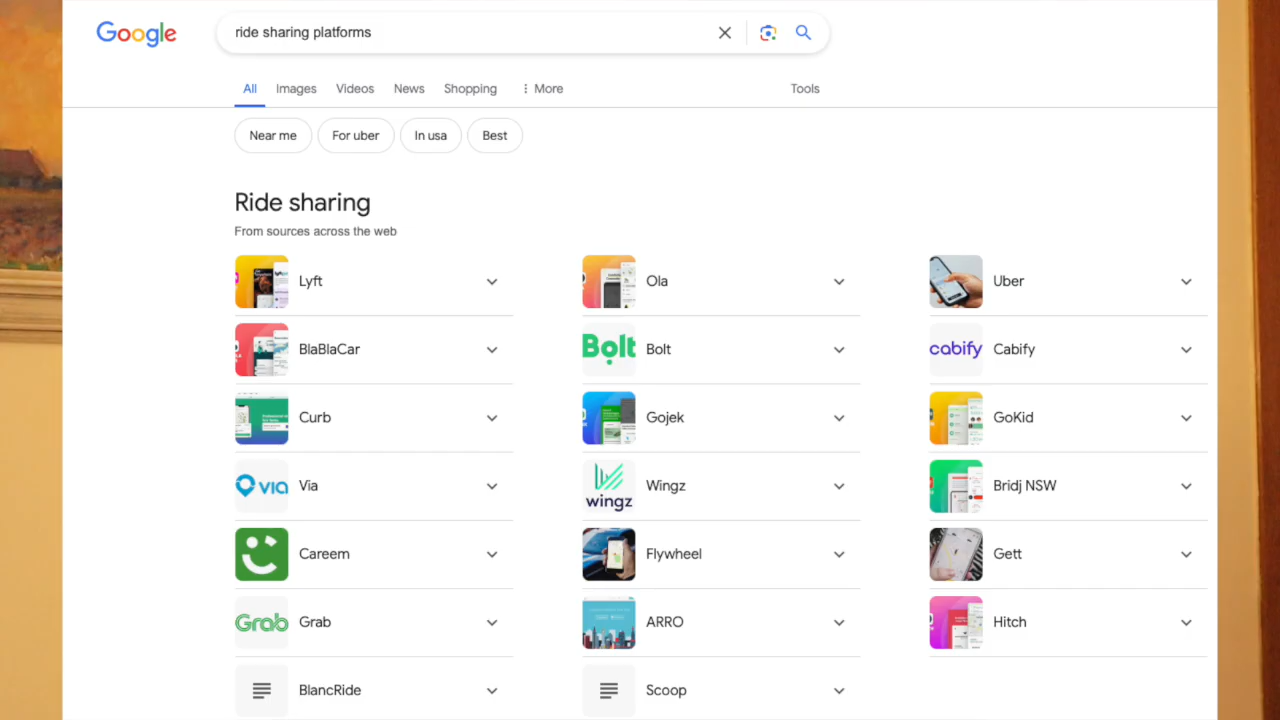 Google
ride sharing platforms
All Images Videos News Shopping More Tools
Near me For uber In usa Best
Ride sharing
From sources across the web
Lyft Ola Uber
BlaBlaCar Bolt Bolt cabify Cabify
Curb Gojek GoKid
VIA Via wingz Wingz Bridj NSW
Careem Flywheel Gett
Grab Grab ARRO Hitch
BlancRide Scoop